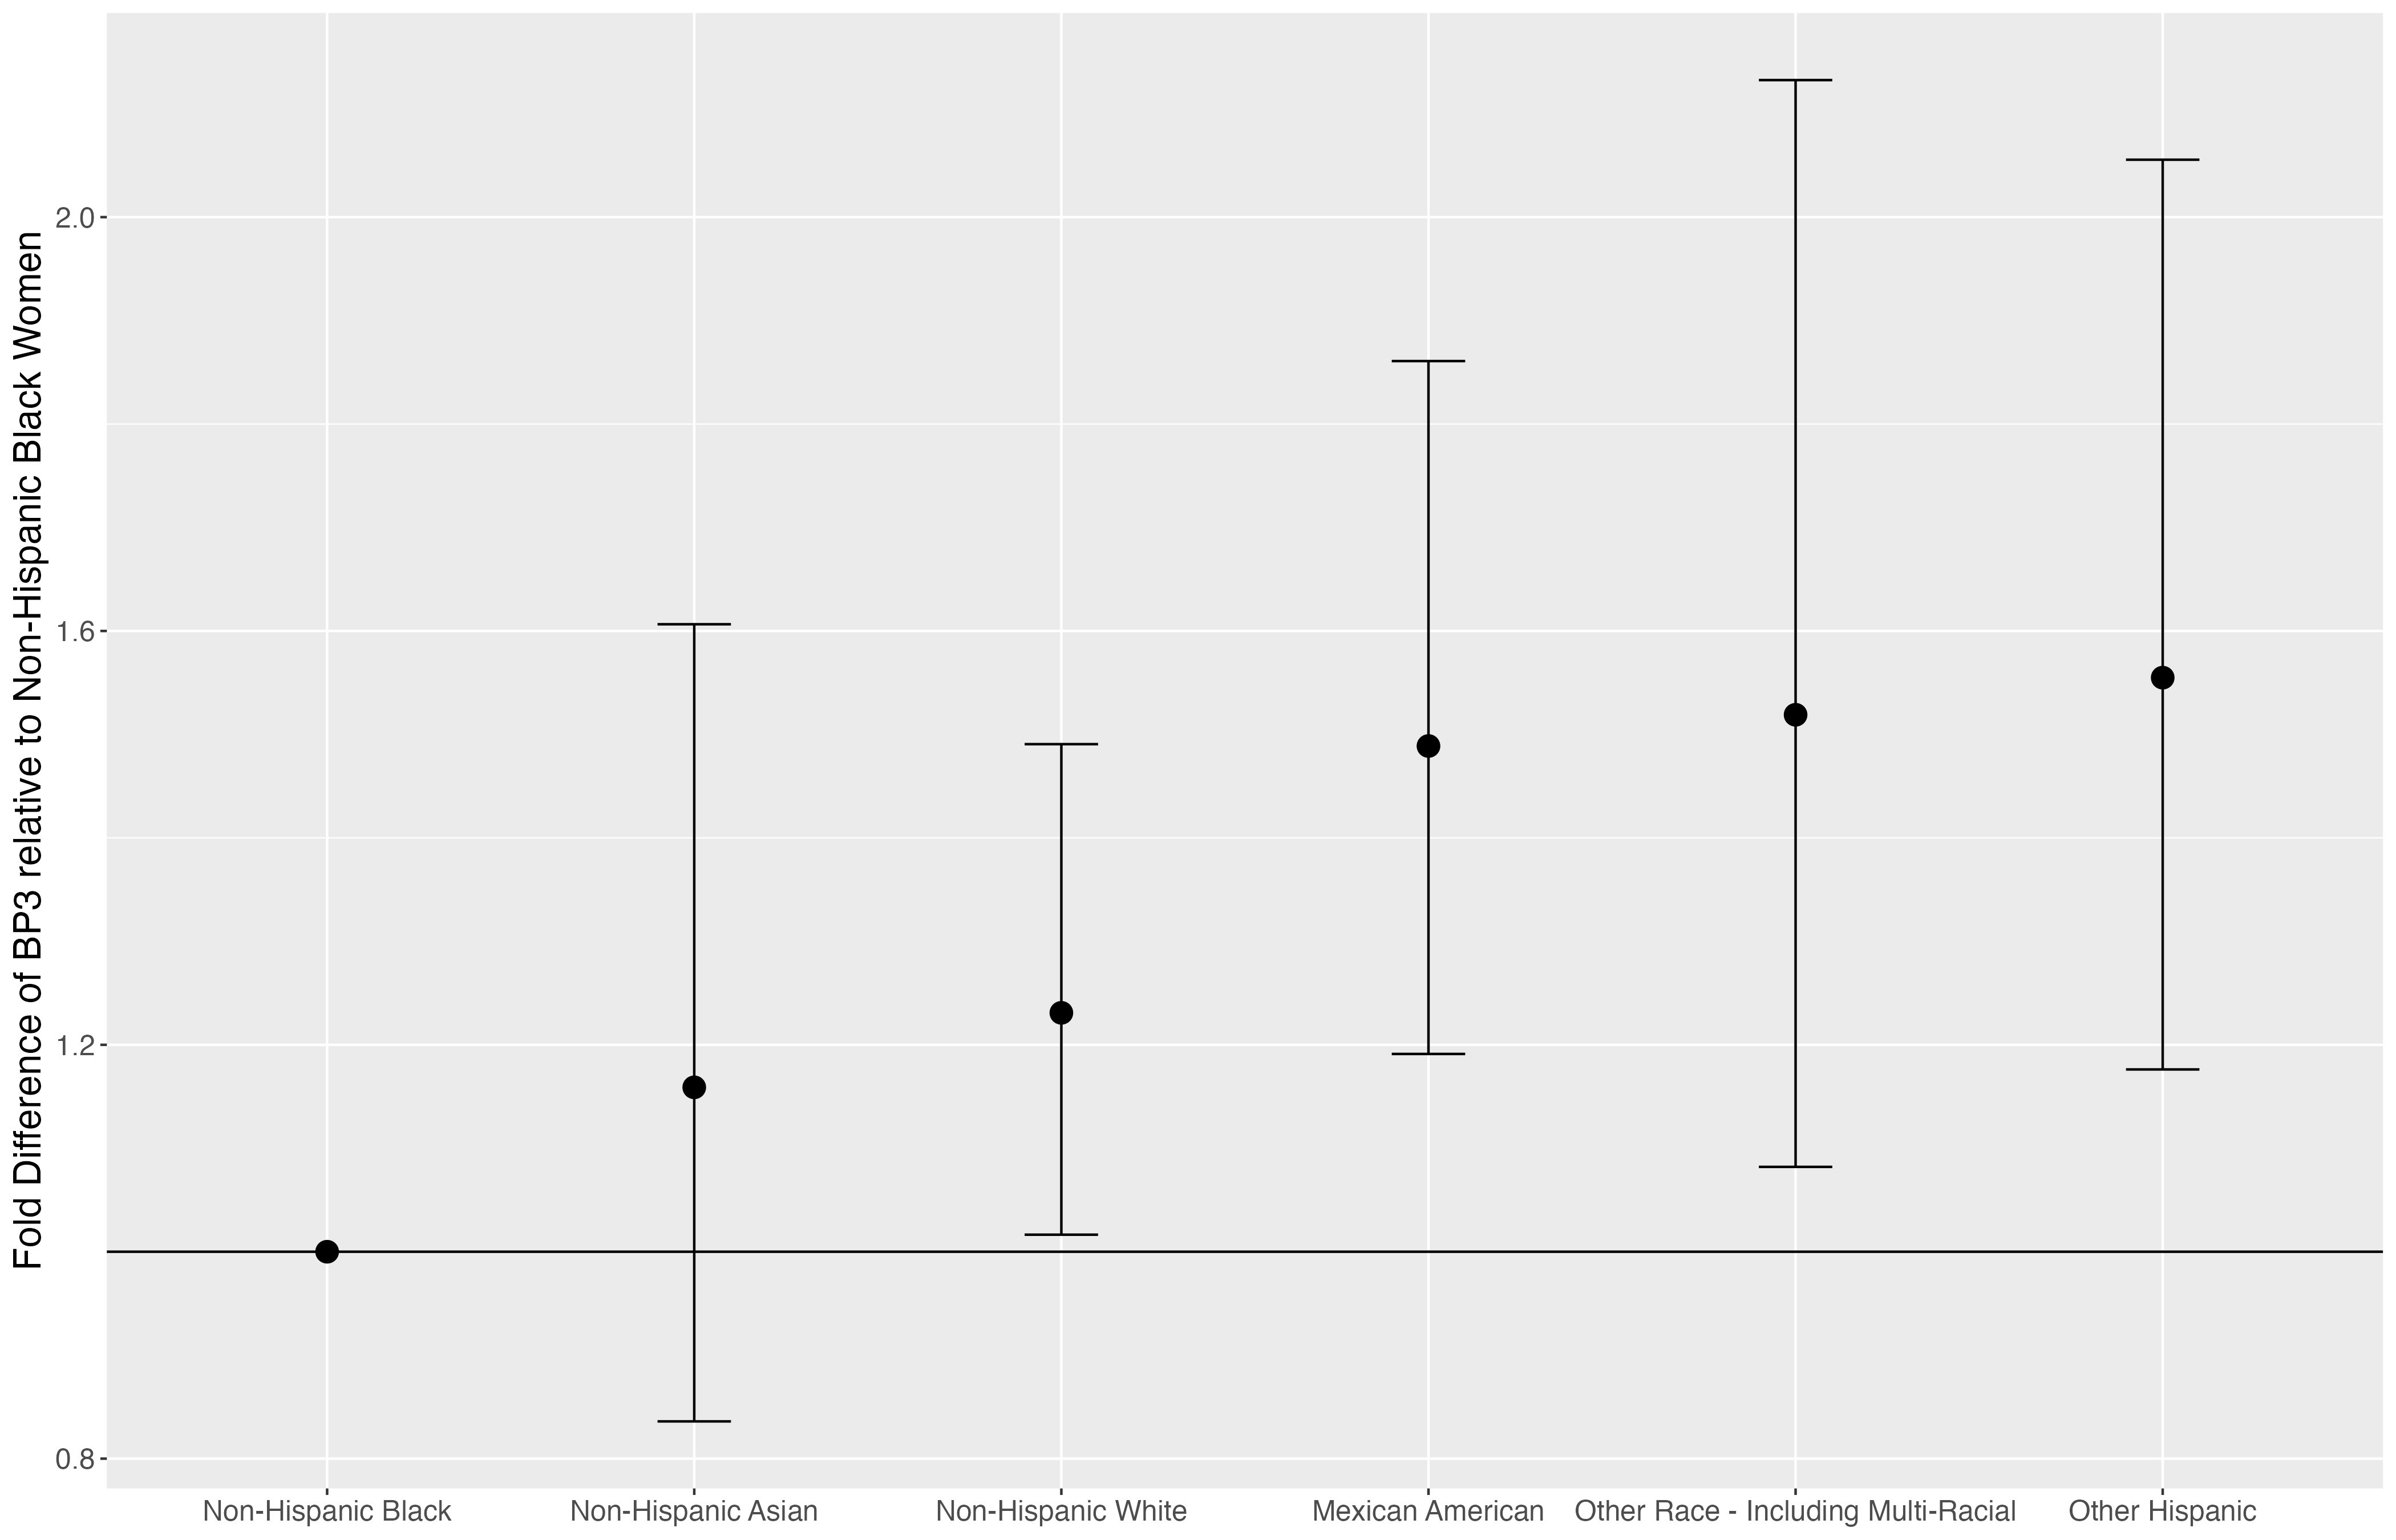 Fold Difference of BP3 relative to Non-Hispanic Black Women
2.0
1.6
1.2
0.8
Non-Hispanic Black
Non-Hispanic Asian
Non-Hispanic White
Mexican American
Other Race - Including Multi-Racial
Other Hispanic